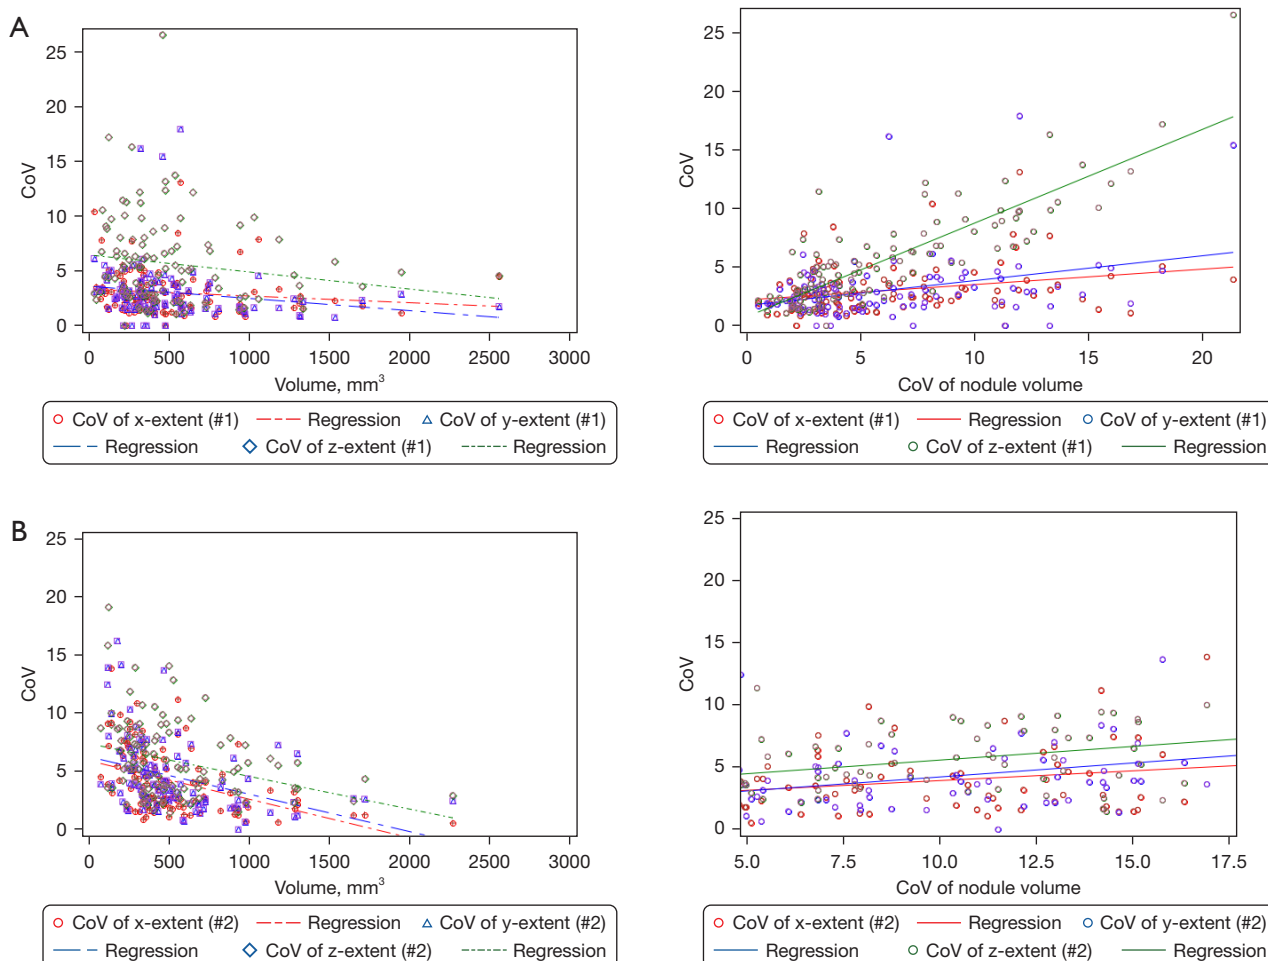 A
CoV
25
20
15
10
5
0
0 500 1000 1500 2000 2500 3000
Volume, mm³
CoV of x-extent (#1) Regression CoV of y-extent (#1)
Regression CoV of z-extent (#1) Regression
CoV
25
20
15
10
5
0
0 5 10 15 20
CoV of nodule volume
CoV of x-extent (#1) Regression CoV of y-extent (#1)
Regression CoV of z-extent (#1) Regression
B
CoV
25
20
15
10
5
0
0 500 1000 1500 2000 2500 3000
Volume, mm³
CoV of x-extent (#2) Regression CoV of y-extent (#2)
Regression CoV of z-extent (#2) Regression
CoV
25
20
15
10
5
0
5.0 7.5 10.0 12.5 15.0 17.5
CoV of nodule volume
CoV of x-extent (#2) Regression CoV of y-extent (#2)
Regression CoV of z-extent (#2) Regression